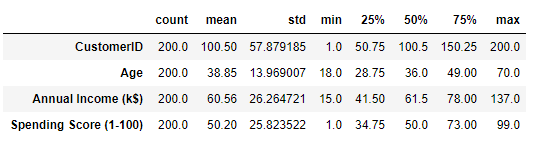 count mean std min 25% 50% 75% max
CustomerID 200.0 100.50 57.879185 1.0 50.75 100.5 150.25 200.0
Age 200.0 38.85 13.969007 18.0 28.75 36.0 49.00 70.0
Annual Income (k$) 200.0 60.56 26.264721 15.0 41.50 61.5 78.00 137.0
Spending Score (1-100) 200.0 50.20 25.823522 1.0 34.75 50.0 73.00 99.0